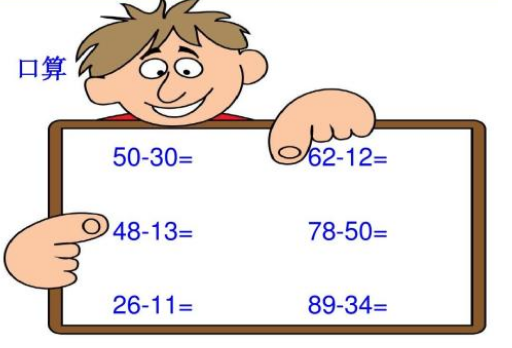 口算
50-30= 62-12=
48-13= 78-50=
26-11= 89-34=